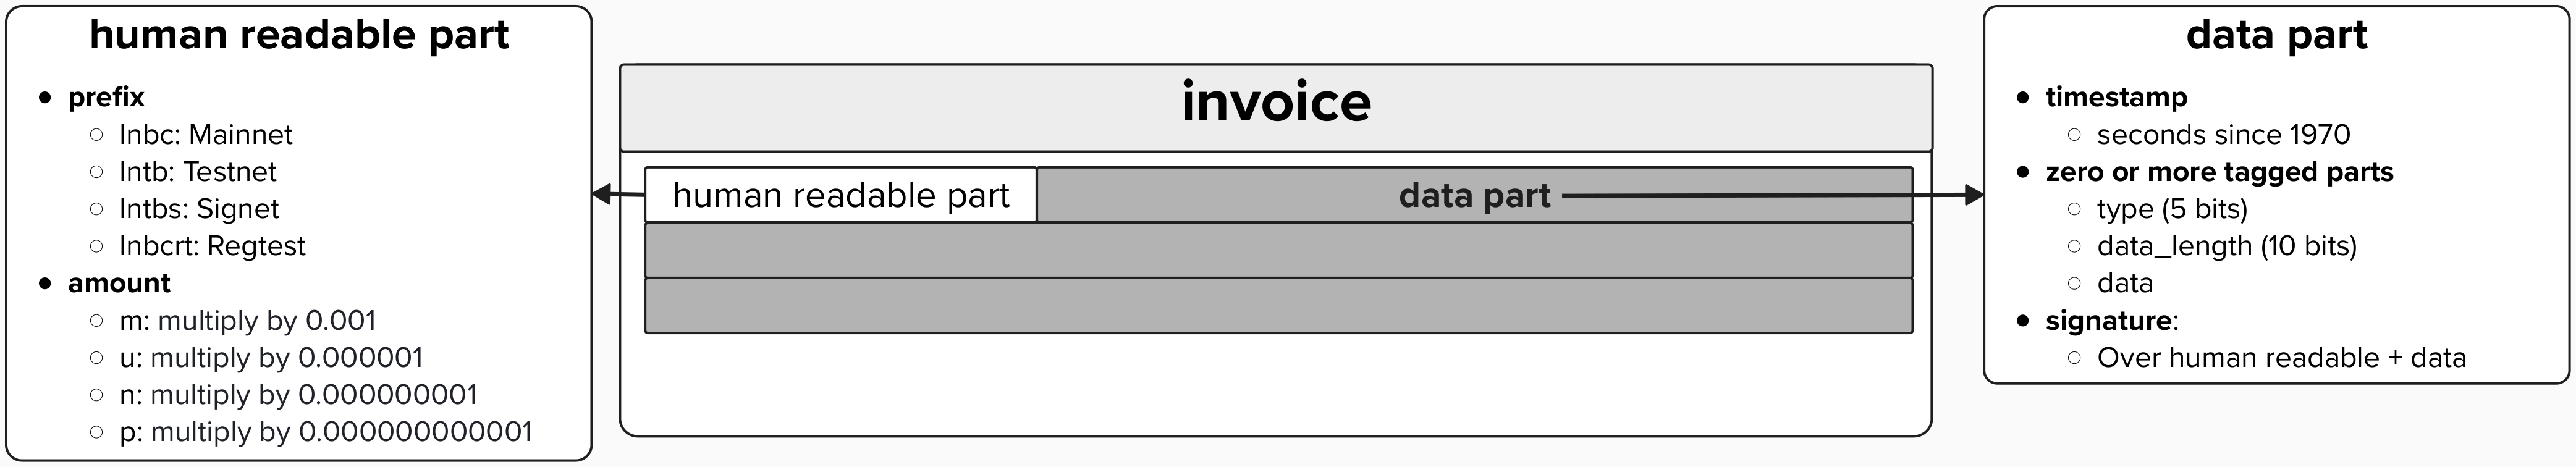 human readable part
prefix
lnbc: Mainnet
lntb: Testnet
lntbs: Signet
lnbcrt: Regtest
amount
m: multiply by 0.001
u: multiply by 0.000001
n: multiply by 0.000000001
p: multiply by 0.000000000001
invoice
human readable part
data part
data part
timestamp
seconds since 1970
zero or more tagged parts
type (5 bits)
data_length (10 bits)
data
signature:
Over human readable + data